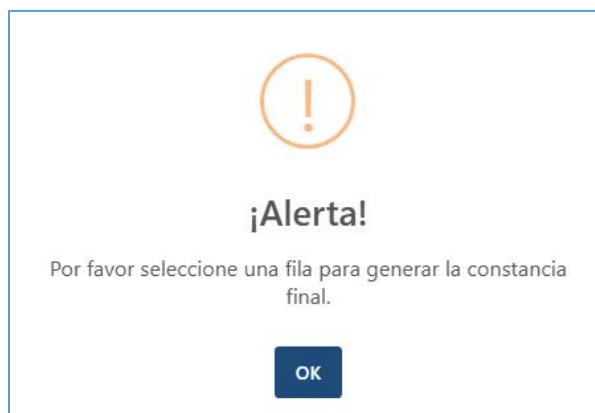 ¡Alerta!
Por favor seleccione una fila para generar la constancia
final.
OK